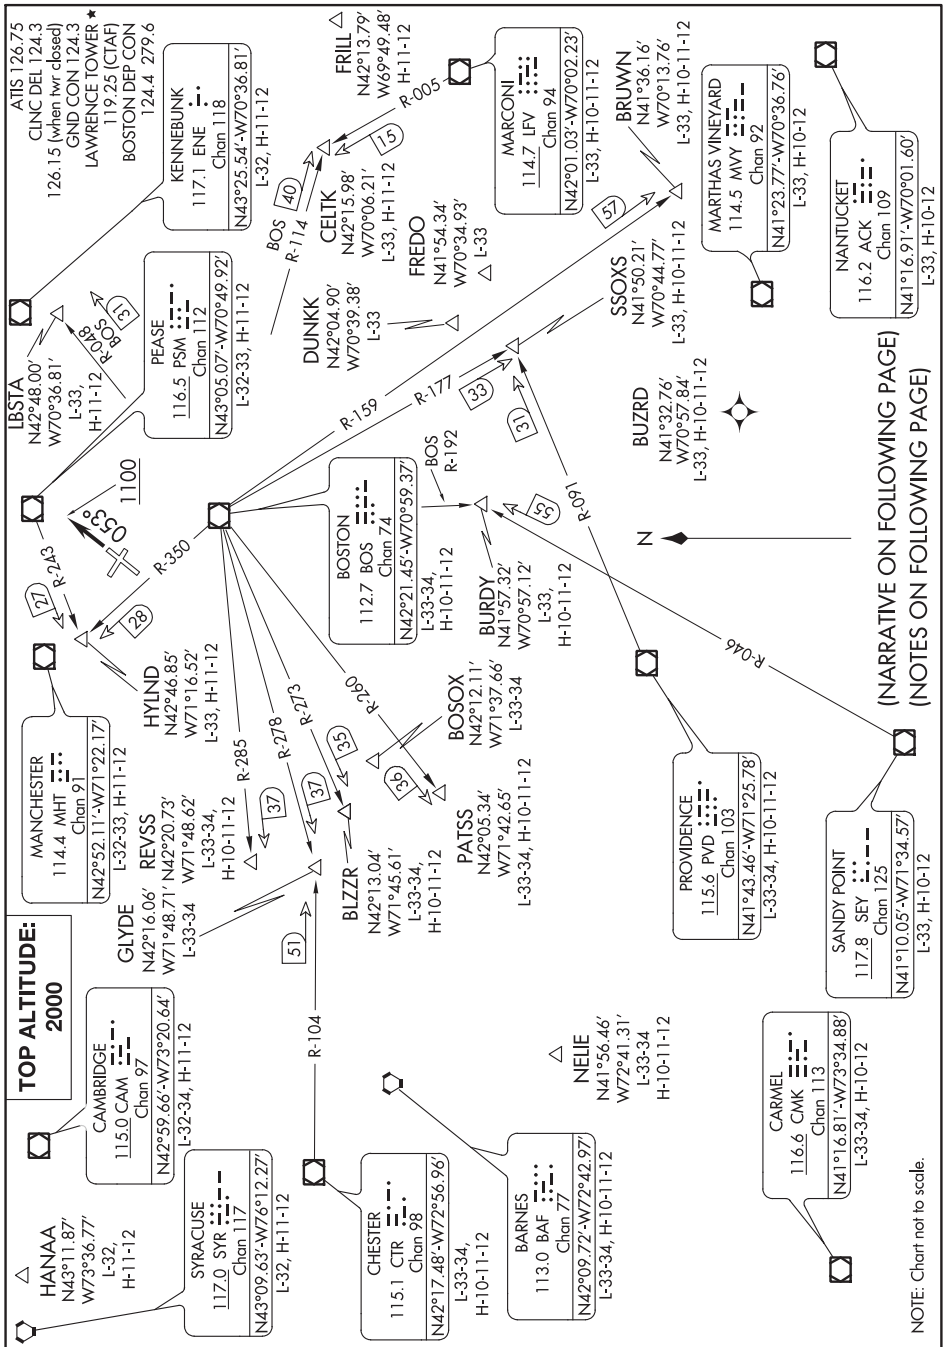 TOP ALTITUDE:
2000
ATIS 126.75
CLNC DEL 124.3
126.15 (when twr closed)
GND CON 124.3
LAWRENCE TOWER ★
119.25 (CTAF)
BOSTON DEP CON
124.4 279.6
HANAA
N43°11.87'
W73°36.77'
L-32,
H-11-12
SYRACUSE
117.0 SYR
Chan 117
N43°09.63'-W76°12.27'
L-32, H-11-12
CAMBRIDGE
115.0 CAM
Chan 97
N42°59.66'-W73°20.64'
L-32-34, H-11-12
MANCHESTER
114.4 MHT
Chan 91
N42°52.11'-W71°22.17'
L-32-33, H-11-12
HYLND
N42°46.85'
W71°16.52'
L-33, H-11-12
27
R-243
28
R-350
053°
1100
PEASE
116.5 PSM
Chan 112
N43°05.07'-W70°49.92'
L-32-33, H-11-12
LBSTA
N42°48.00'
W70°36.81'
L-33,
H-11-12
31
BOS
R-048
KENNEBUNK
117.1 ENE
Chan 118
N43°25.54'-W70°36.81'
L-32, H-11-12
CHESTER
115.1 CTR
Chan 98
N42°17.48'-W72°56.96'
L-33-34,
H-10-11-12
R-104
51
GLYDE
N42°16.06'
W71°48.71'
L-33-34
REVSS
N42°20.73'
W71°48.62'
L-33-34,
H-10-11-12
R-285
37
R-278
37
R-273
35
R-260
36
BLZZR
N42°13.04'
W71°45.61'
L-33-34,
H-10-11-12
PATSS
N42°05.34'
W71°42.65'
L-33-34, H-10-11-12
BOSOX
N42°12.11'
W71°37.66'
L-33-34
BOSTON
112.7 BOS
Chan 74
N42°21.45'-W70°59.37'
L-33-34,
H-10-11-12
BOS
R-192
BURDY
N41°57.32'
W70°57.12'
L-33,
H-10-11-12
55
R-046
R-159
57
R-177
33
31
R-091
BOS
R-114
40
CELTK
N42°15.98'
W70°06.21'
L-33, H-11-12
15
R-005
FRILL
N42°13.79'
W69°49.48'
H-11-12
DUNKK
N42°04.90'
W70°39.38'
L-33
FREDO
N41°54.34'
W70°34.93'
L-33
MARCONI
114.7 LFV
Chan 94
N42°01.03'-W70°02.23'
L-33, H-10-11-12
BRUWN
N41°36.16'
W70°13.76'
L-33, H-10-11-12
SSOXS
N41°50.21'
W70°44.77'
L-33, H-10-11-12
BARNES
113.0 BAF
Chan 77
N42°09.72'-W72°42.97'
L-33-34, H-10-11-12
NELIE
N41°56.46'
W72°41.31'
L-33-34
H-10-11-12
PROVIDENCE
115.6 PVD
Chan 103
N41°43.46'-W71°25.78'
L-33-34, H-10-11-12
BUZRD
N41°32.76'
W70°57.84'
L-33, H-10-11-12
N
MARTHAS VINEYARD
114.5 MVY
Chan 92
N41°23.77'-W70°36.76'
L-33, H-10-12
NANTUCKET
116.2 ACK
Chan 109
N41°16.91'-W70°01.60'
L-33, H-10-12
CARMEL
116.6 CMK
Chan 113
N41°16.81'-W73°34.88'
L-33-34, H-10-12
SANDY POINT
117.8 SEY
Chan 125
N41°10.05'-W71°34.57'
L-33, H-10-12
(NARRATIVE ON FOLLOWING PAGE)
(NOTES ON FOLLOWING PAGE)
NOTE: Chart not to scale.